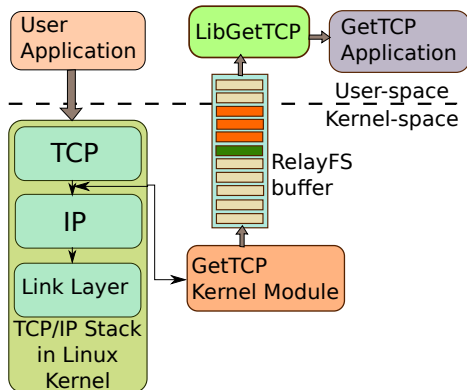 User
Application
LibGetTCP
GetTCP
Application
User-space
Kernel-space
TCP
IP
Link Layer
TCP/IP Stack
in Linux
Kernel
RelayFS
buffer
GetTCP
Kernel Module